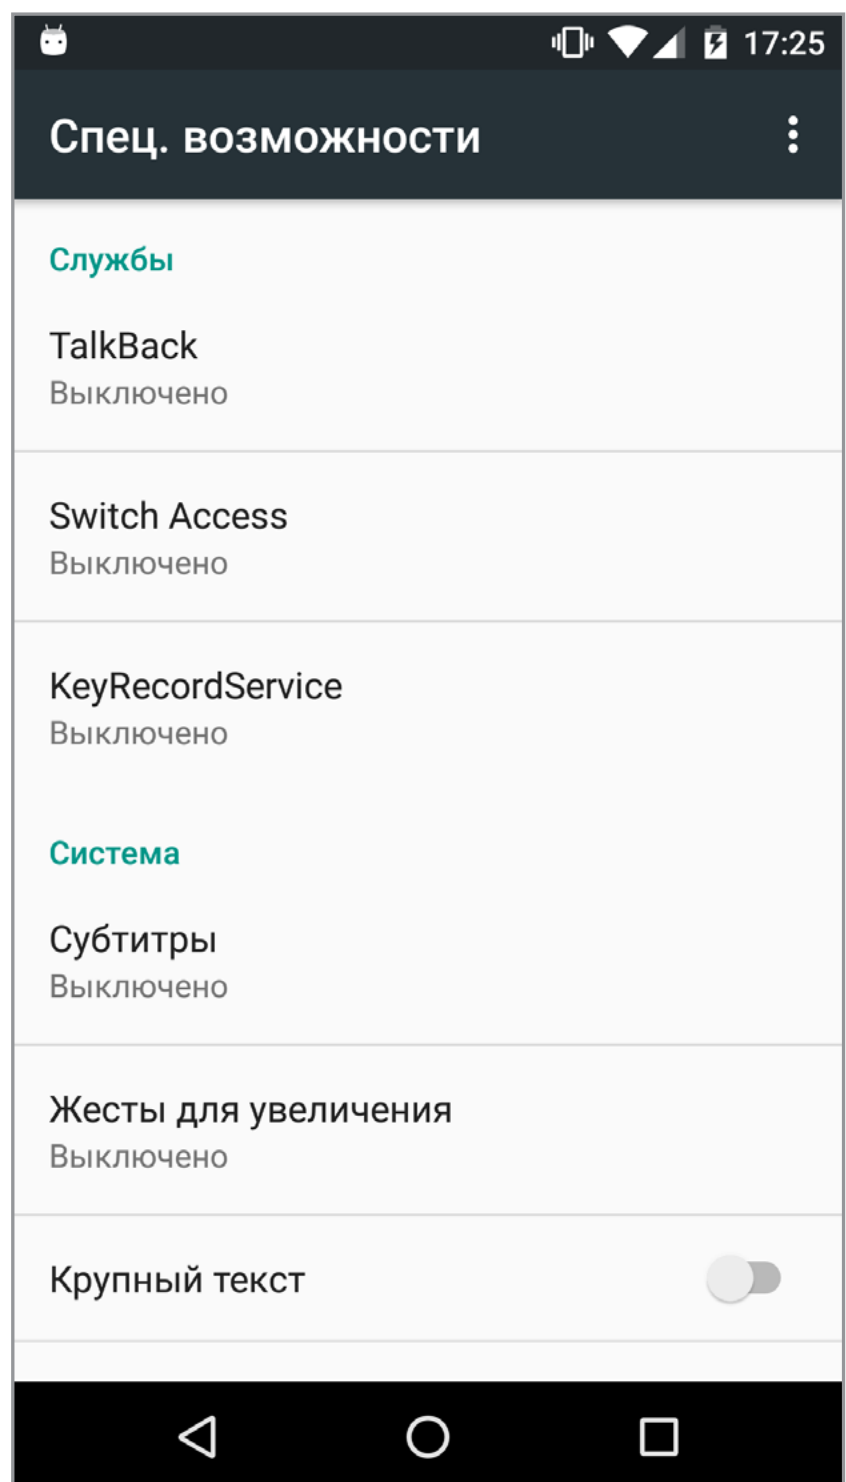 17:25
Спец. возможности
Службы
TalkBack
Выключено
Switch Access
Выключено
KeyRecordService
Выключено
Система
Субтитры
Выключено
Жесты для увеличения
Выключено
Крупный текст